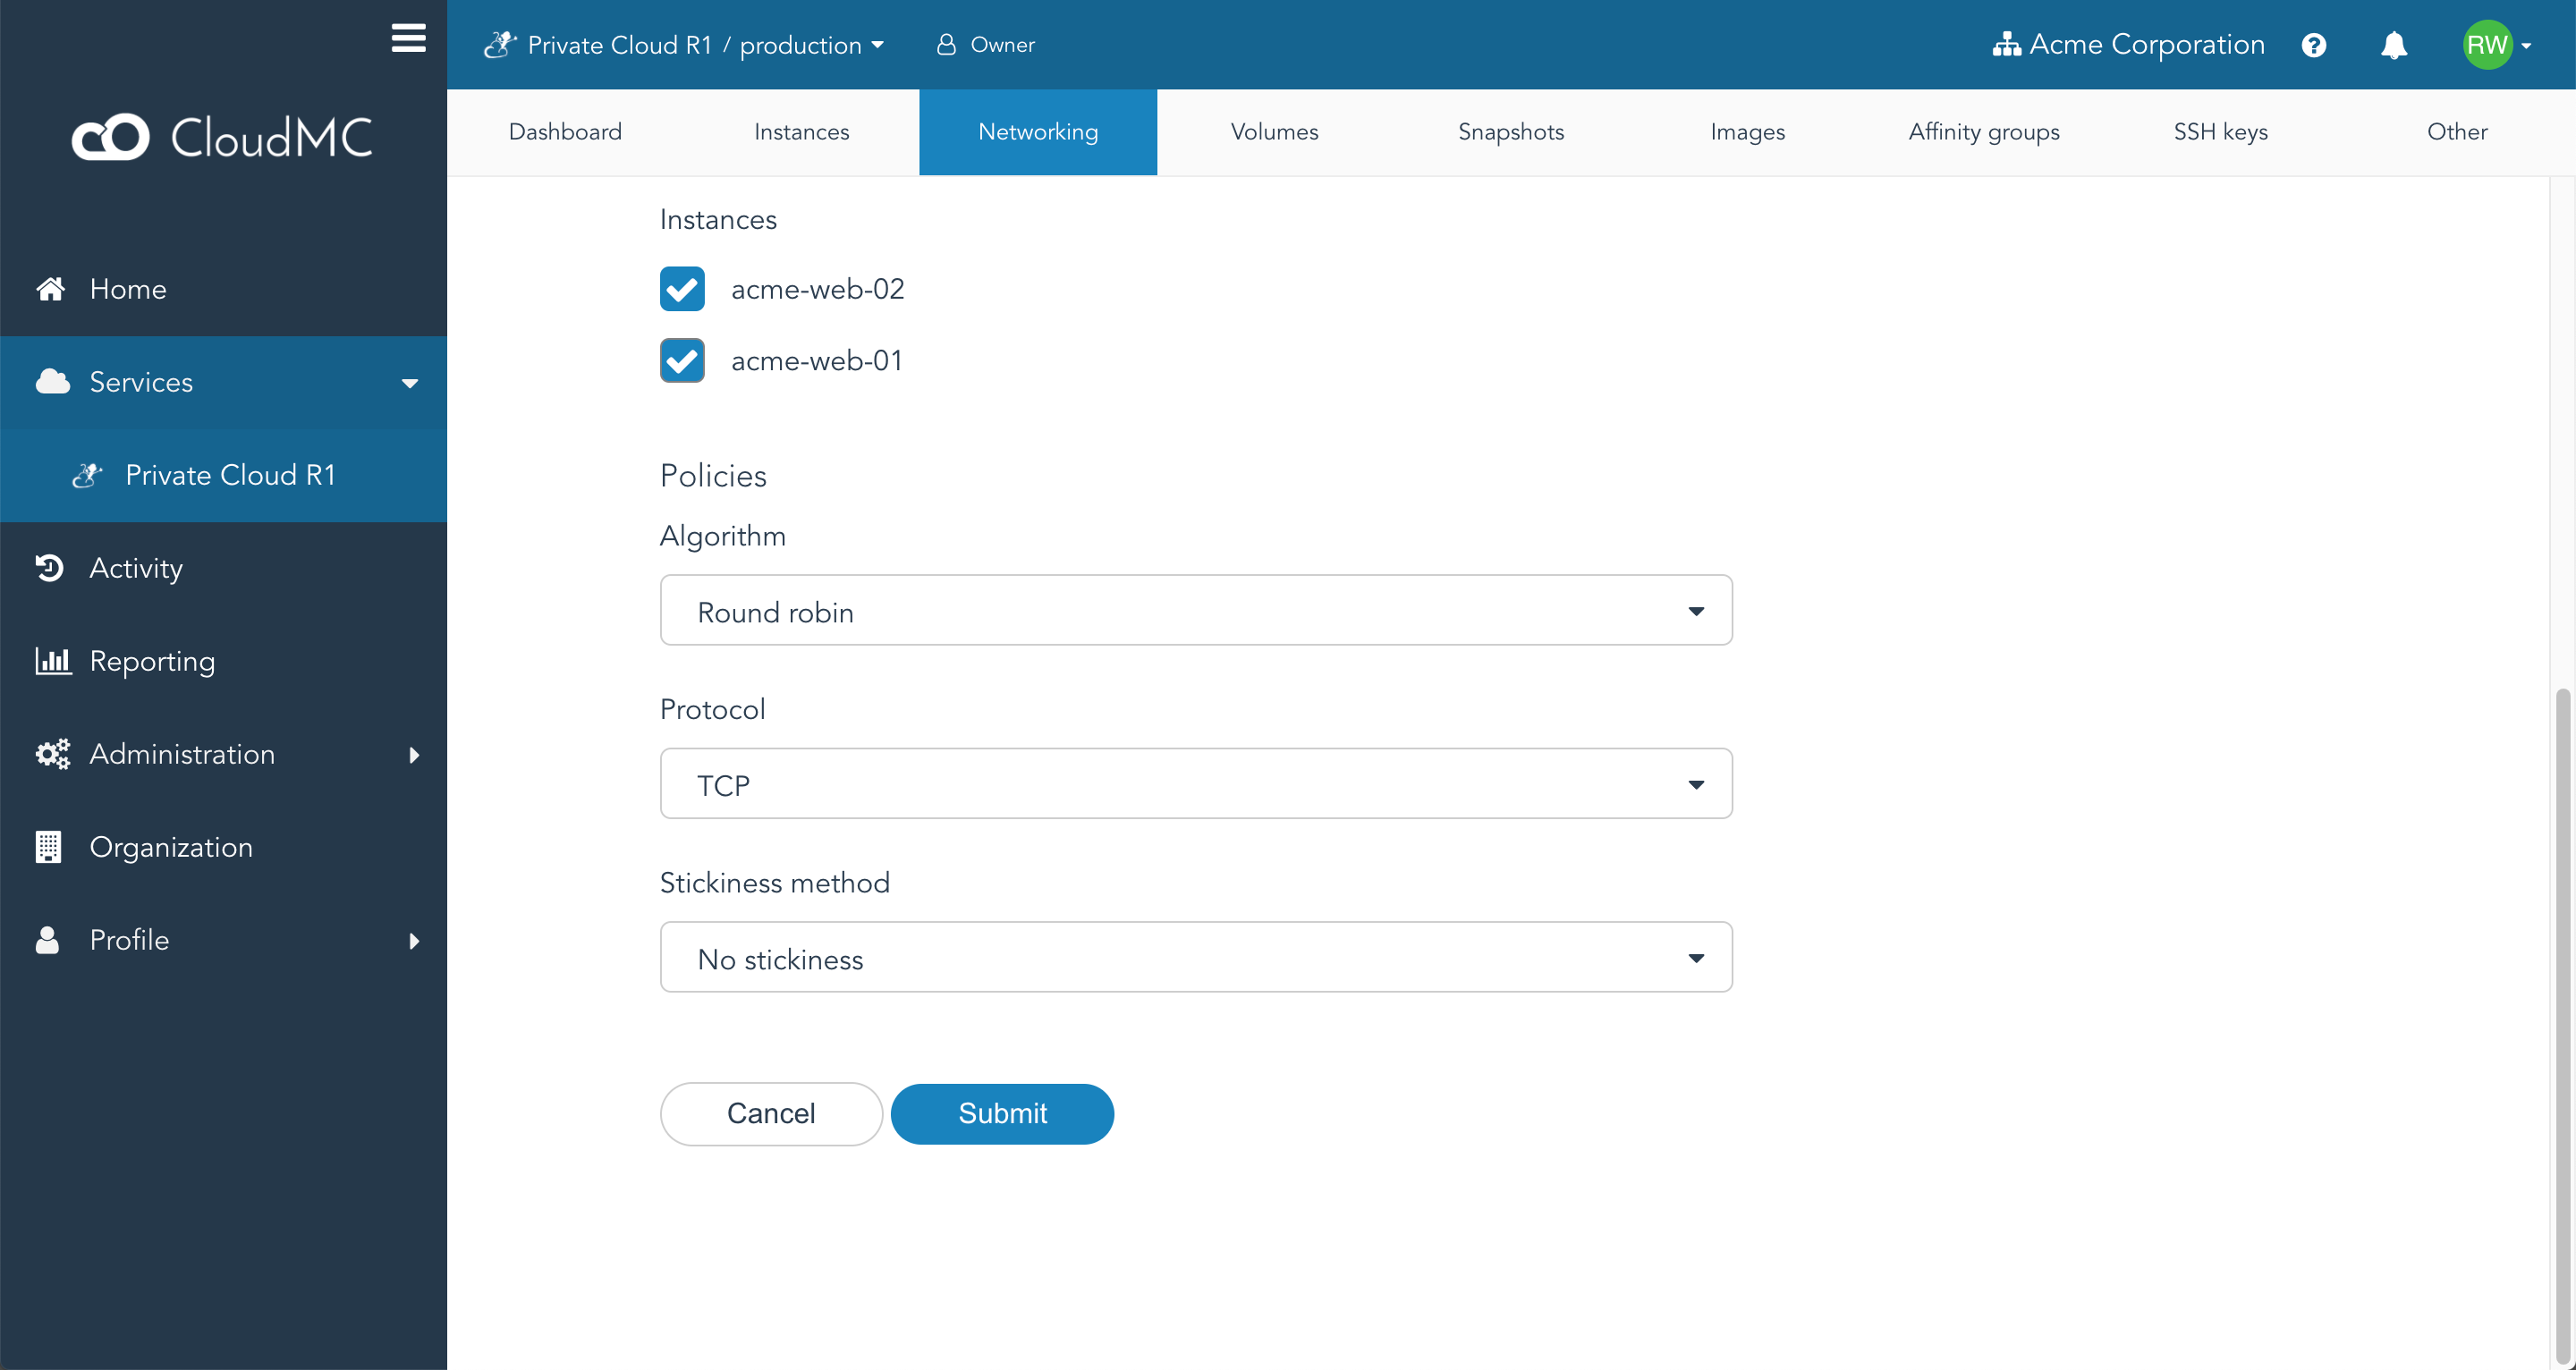 CloudMC
Home
Services
Private Cloud R1
Activity
Reporting
Administration
Organization
Profile
Private Cloud R1 / production
Owner
Acme Corporation
RW
Dashboard
Instances
Networking
Volumes
Snapshots
Images
Affinity groups
SSH keys
Other
Instances
acme-web-02
acme-web-01
Policies
Algorithm
Round robin
Protocol
TCP
Stickiness method
No stickiness
Cancel
Submit